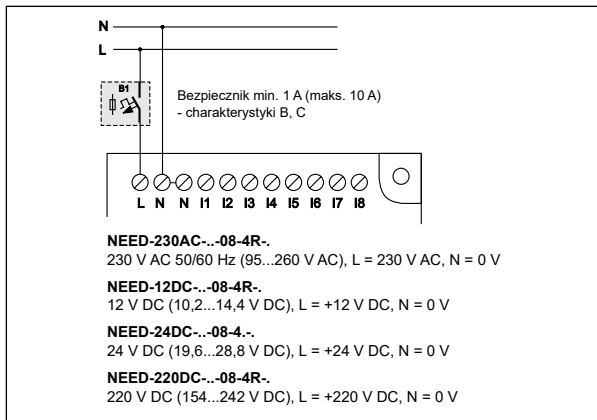 N
L
B1
Bezpiecznik min. 1 A (maks. 10 A)
- charakterystyki B, C
L N N I1 I2 I3 I4 I5 I6 I7 I8
NEED-230AC-..-08-4R-.
230 V AC 50/60 Hz (95...260 V AC), L = 230 V AC, N = 0 V
NEED-12DC-..-08-4R-.
12 V DC (10,2...14,4 V DC), L = +12 V DC, N = 0 V
NEED-24DC-..-08-4.-.
24 V DC (19,6...28,8 V DC), L = +24 V DC, N = 0 V
NEED-220DC-..-08-4R-.
220 V DC (154...242 V DC), L = +220 V DC, N = 0 V